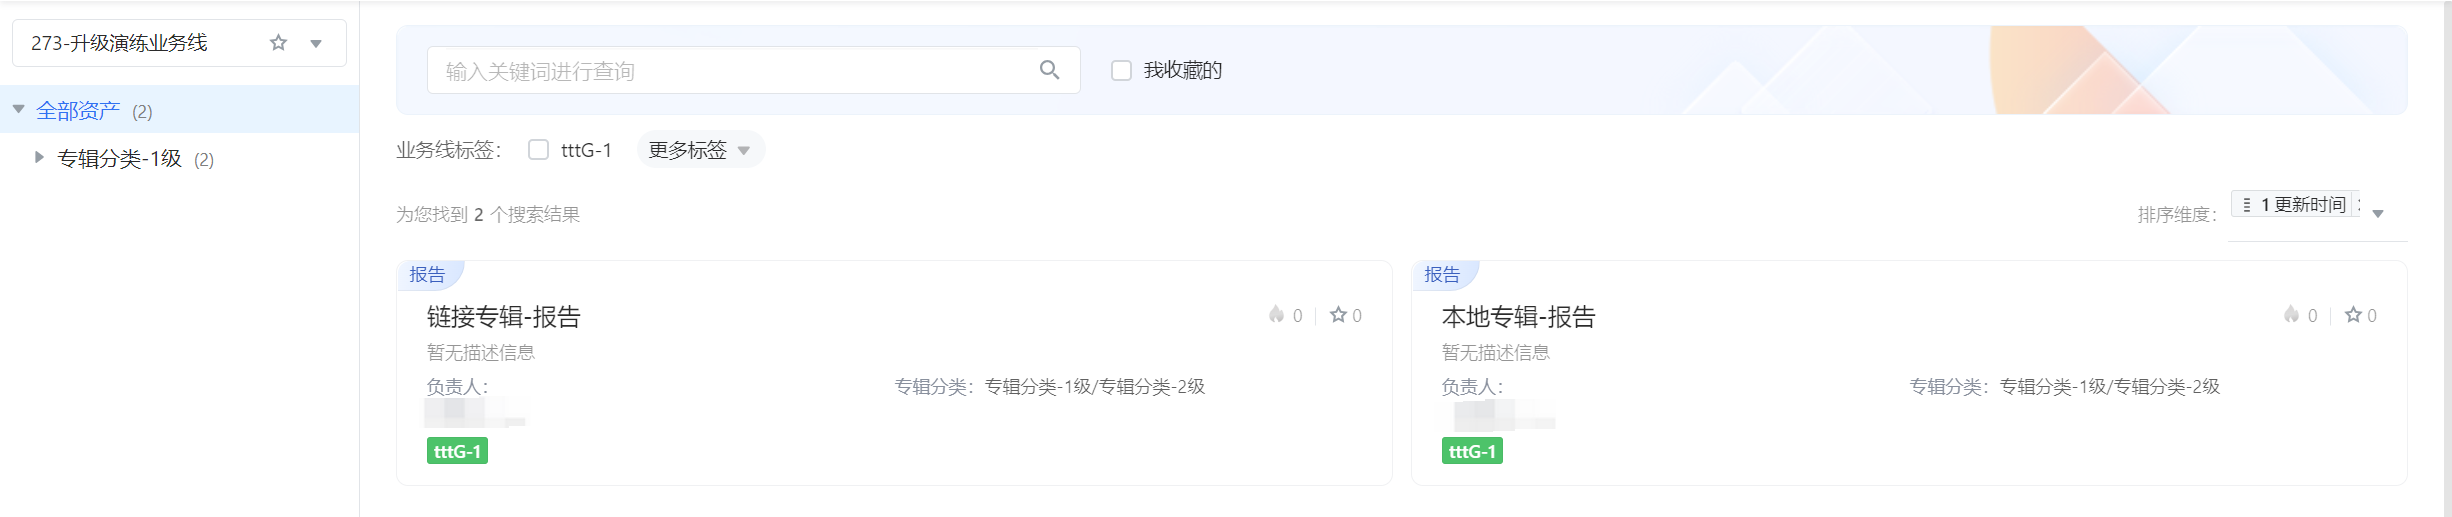 273-升级演练业务线
全部资产 (2)
专辑分类-1级 (2)
输入关键词进行查询
我收藏的
业务线标签： tttG-1 更多标签
为您找到 2 个搜索结果
排序维度： 1 更新时间
报告
链接专辑-报告 0 0
暂无描述信息
负责人： 专辑分类：专辑分类-1级/专辑分类-2级
tttG-1
报告
本地专辑-报告 0 0
暂无描述信息
负责人： 专辑分类：专辑分类-1级/专辑分类-2级
tttG-1